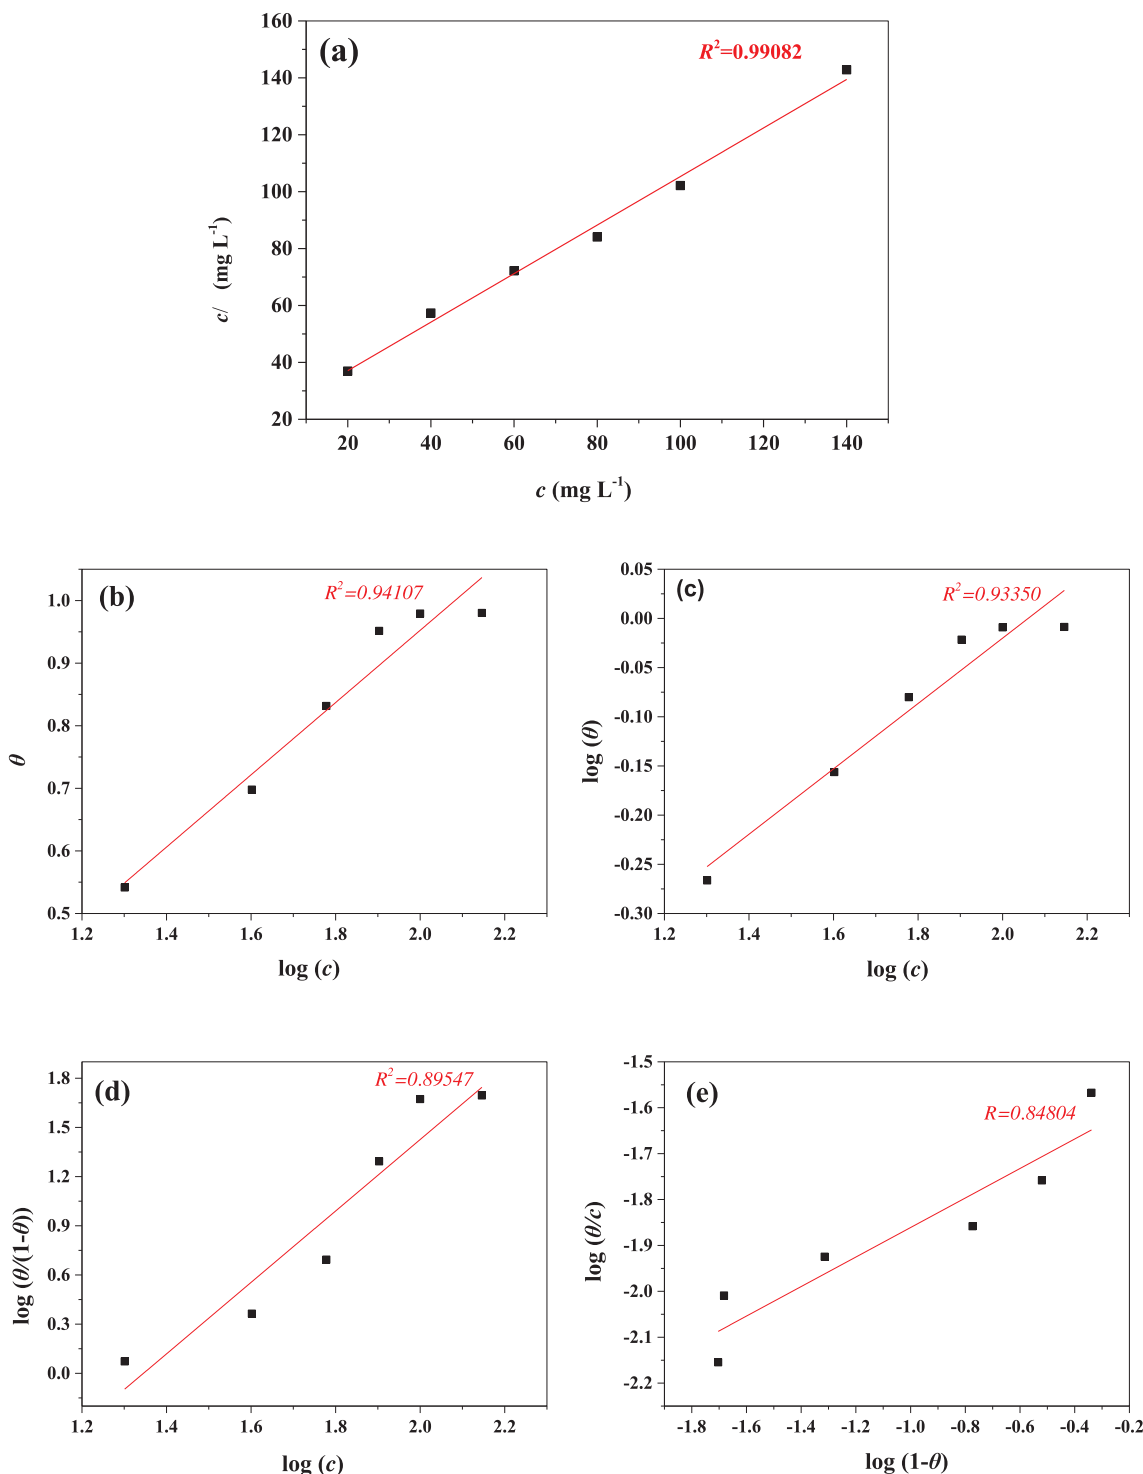 (a)
R²=0.99082
160
140
120
100
80
60
40
20
c/ (mg L⁻¹)
20 40 60 80 100 120 140
c (mg L⁻¹)
(b)
R²=0.94107
1.0
0.9
0.8
0.7
0.6
0.5
θ
1.2 1.4 1.6 1.8 2.0 2.2
log (c)
(c)
R²=0.93350
0.05
0.00
-0.05
-0.10
-0.15
-0.20
-0.25
-0.30
log (θ)
1.2 1.4 1.6 1.8 2.0 2.2
log (c)
(d)
R²=0.89547
1.8
1.5
1.2
0.9
0.6
0.3
0.0
log (θ/(1-θ))
1.2 1.4 1.6 1.8 2.0 2.2
log (c)
(e)
R=0.84804
-1.5
-1.6
-1.7
-1.8
-1.9
-2.0
-2.1
-2.2
log (θ/c)
-1.8 -1.6 -1.4 -1.2 -1.0 -0.8 -0.6 -0.4 -0.2
log (1-θ)